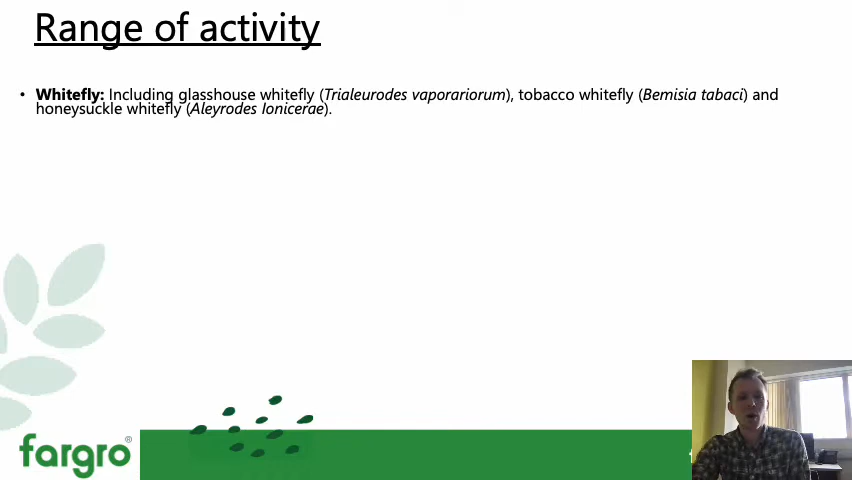 Range of activity
• Whitefly: Including glasshouse whitefly (Trialeurodes vaporariorum), tobacco whitefly (Bemisia tabaci) and
honeysuckle whitefly (Aleyrodes lonicerae).
fargro®